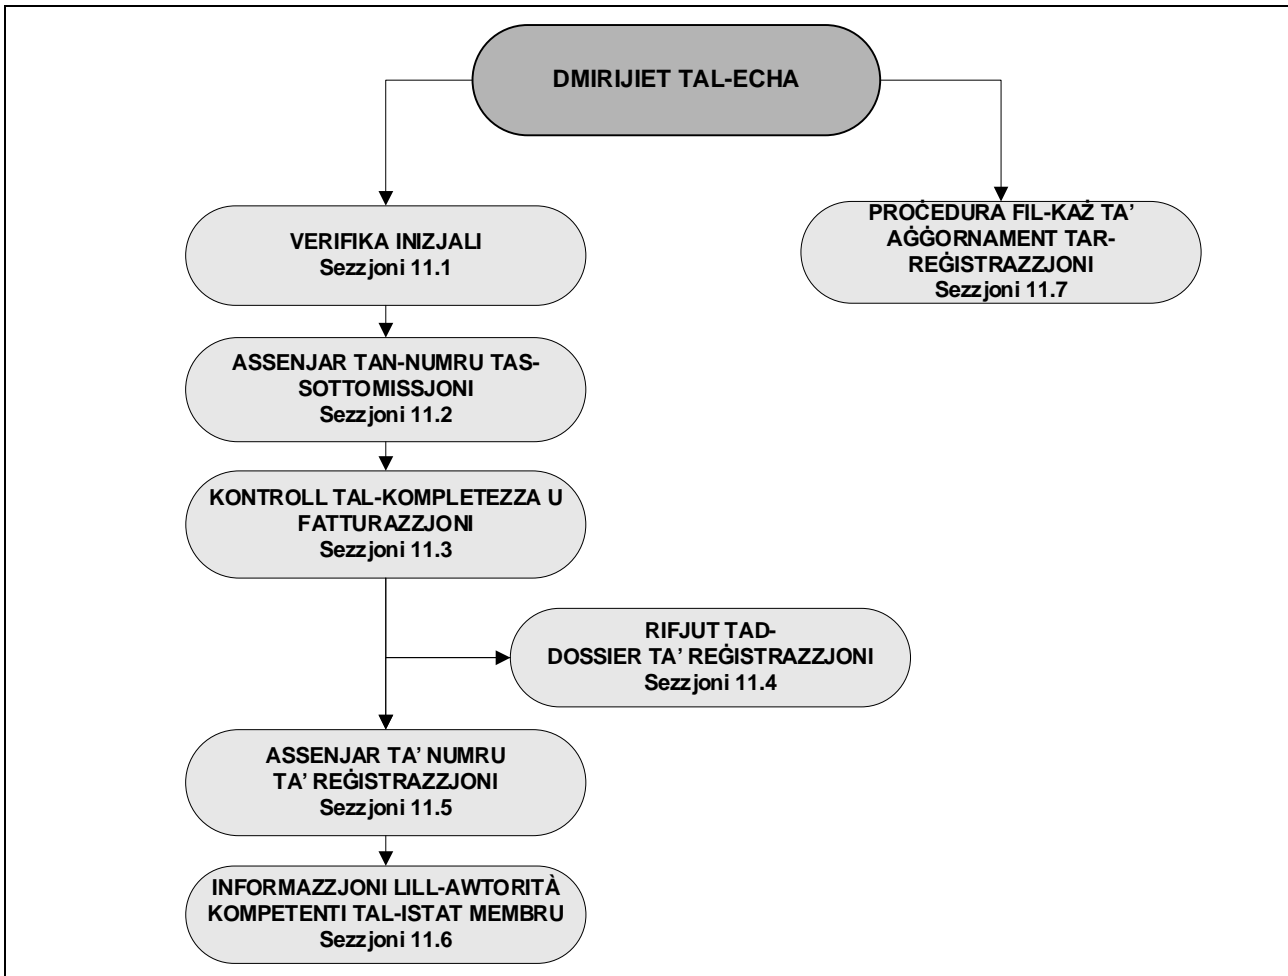 DMIRIJIET TAL-ECHA
VERIFIKA INIZJALI
Sezzjoni 11.1
PROĊEDURA FIL-KAŻ TA’
AĠĠORNAMENT TAR-
REĠISTRAZZJONI
Sezzjoni 11.7
ASSENJAR TAN-NUMRU TAS-
SOTTOMISSJONI
Sezzjoni 11.2
KONTROLL TAL-KOMPLETEZZA U
FATTURAZZJONI
Sezzjoni 11.3
RIFJUT TAD-
DOSSIER TA’ REĠISTRAZZJONI
Sezzjoni 11.4
ASSENJAR TA’ NUMRU
TA’ REĠISTRAZZJONI
Sezzjoni 11.5
INFORMAZZJONI LILL-AWTORITÀ
KOMPETENTI TAL-ISTAT MEMBRU
Sezzjoni 11.6